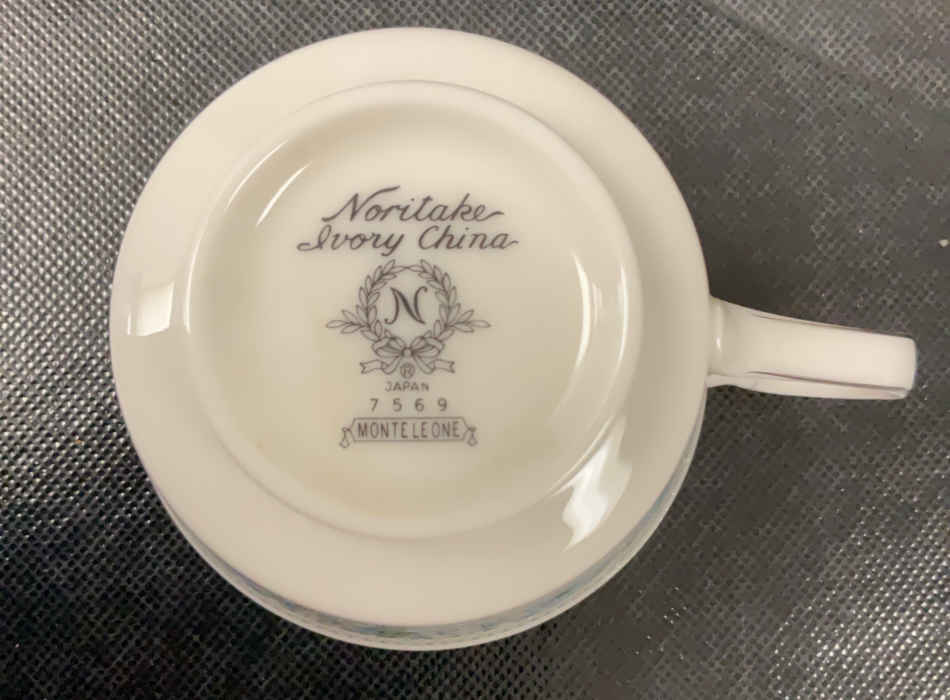 Noritake
Ivory China
N
®
JAPAN
7569
MONTELEONE